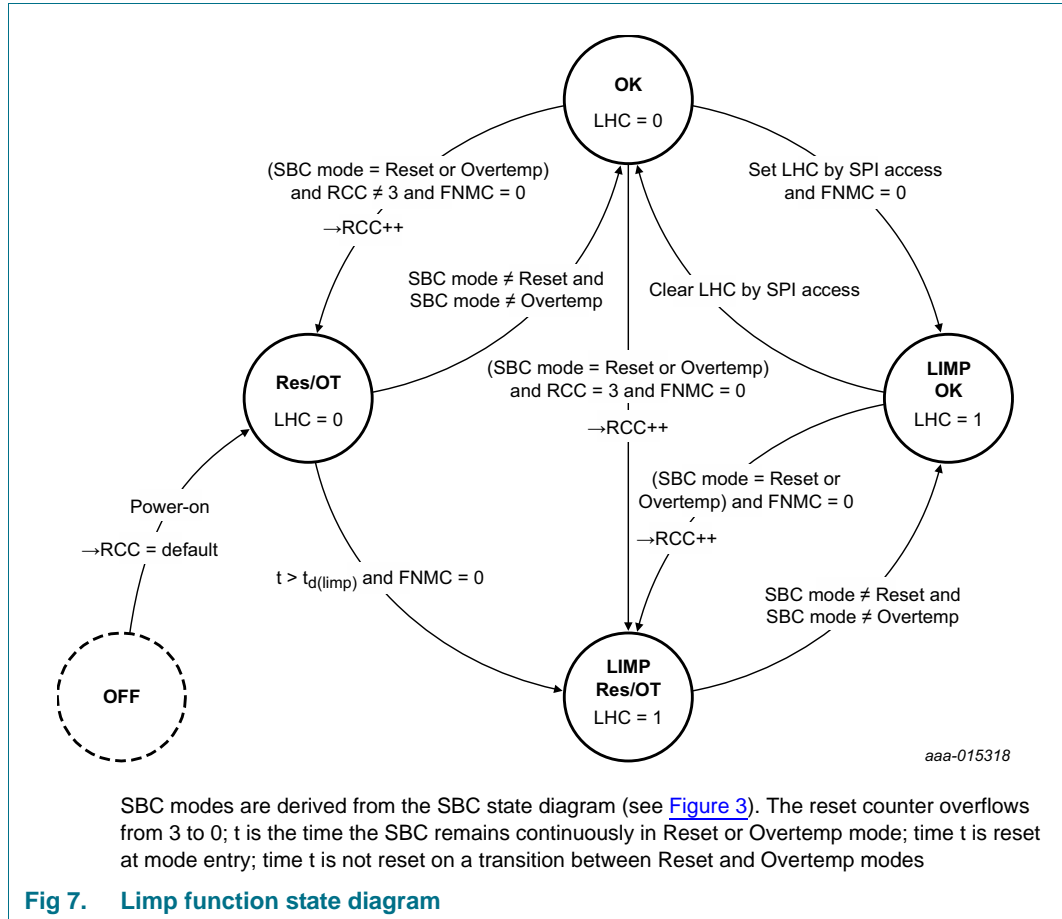 OK
LHC = 0
(SBC mode = Reset or Overtemp)
and RCC ≠ 3 and FNMC = 0
→RCC++
Set LHC by SPI access
and FNMC = 0
SBC mode ≠ Reset and
SBC mode ≠ Overtemp
Clear LHC by SPI access
Res/OT
LHC = 0
(SBC mode = Reset or Overtemp)
and RCC = 3 and FNMC = 0
→RCC++
LIMP
OK
LHC = 1
Power-on
→RCC = default
(SBC mode = Reset or
Overtemp) and FNMC = 0
→RCC++
t > td(limp) and FNMC = 0
SBC mode ≠ Reset and
SBC mode ≠ Overtemp
OFF
LIMP
Res/OT
LHC = 1
aaa-015318
SBC modes are derived from the SBC state diagram (see Figure 3). The reset counter overflows
from 3 to 0; t is the time the SBC remains continuously in Reset or Overtemp mode; time t is reset
at mode entry; time t is not reset on a transition between Reset and Overtemp modes
Fig 7. Limp function state diagram